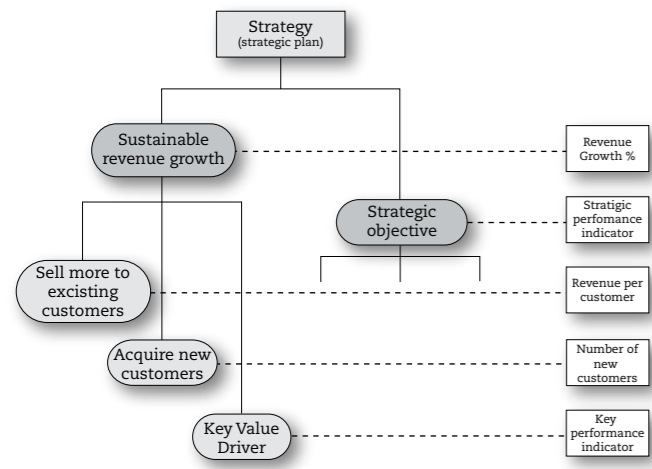 Strategy
(strategic plan)
Sustainable
revenue growth
Revenue
Growth %
Strategic
objective
Stratigic
perfomance
indicator
Sell more to
excisting
customers
Revenue per
customer
Acquire new
customers
Number of
new
customers
Key Value
Driver
Key
performance
indicator